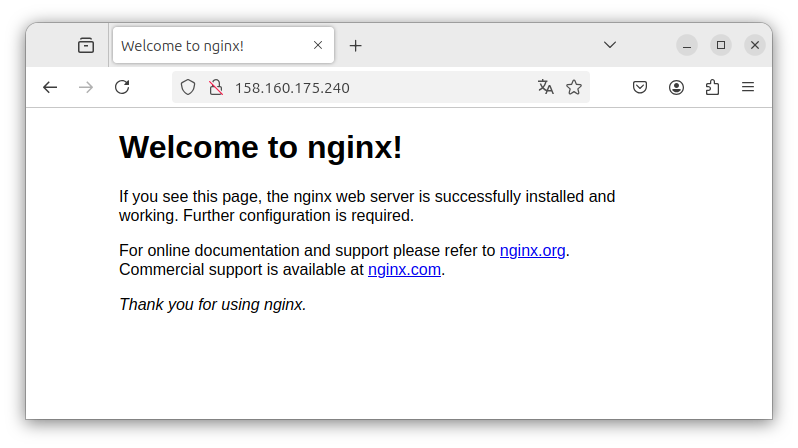 Welcome to nginx!
158.160.175.240
Welcome to nginx!
If you see this page, the nginx web server is successfully installed and
working. Further configuration is required.
For online documentation and support please refer to nginx.org.
Commercial support is available at nginx.com.
Thank you for using nginx.